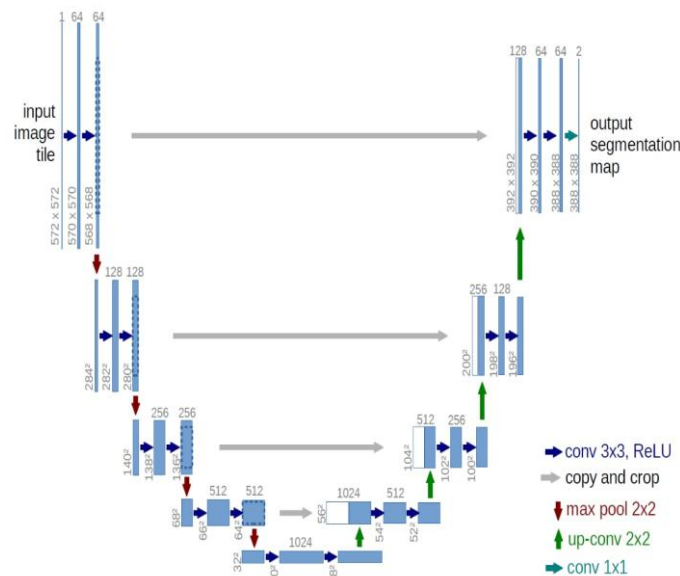 1
64
64
input
image
tile
572 x 572
570 x 570
568 x 568
128
64
64
2
output
segmentation
map
392 x 392
390 x 390
388 x 388
388 x 388
128
128
284²
282²
280²
256
128
200²
198²
196²
256
256
140²
138²
136²
512
256
104²
102²
100²
512
512
68²
66²
64²
1024
512
56²
54²
52²
1024
32²
0²
8²
conv 3x3, ReLU
copy and crop
max pool 2x2
up-conv 2x2
conv 1x1